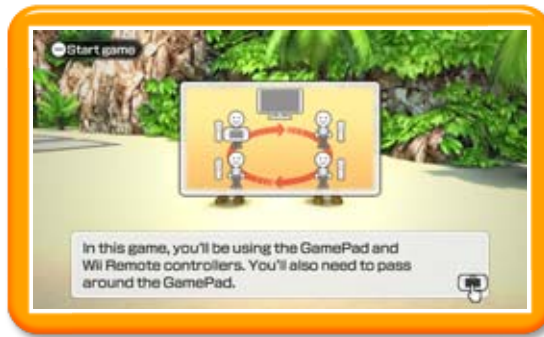 Start game
In this game, you'll be using the GamePad and
Wii Remote controllers. You'll also need to pass
around the GamePad.